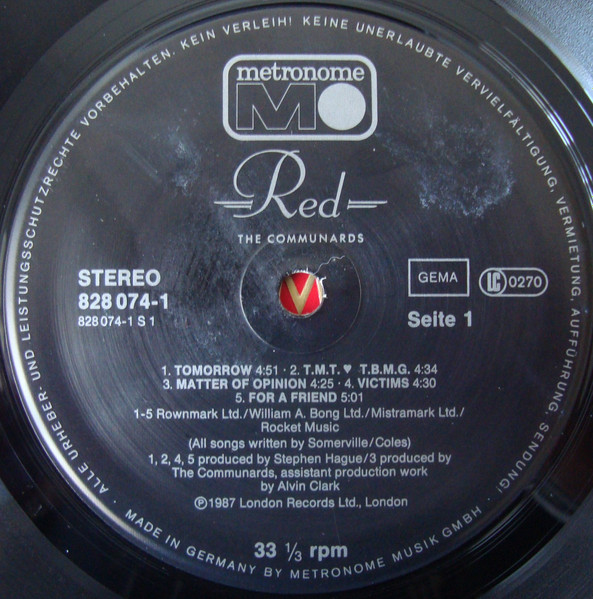 ALLE URHEBER- UND LEISTUNGSSCHUTZRECHTE VORBEHALTEN. KEIN VERLEIH! KEINE UNERLAUBTE VERVIELFÄLTIGUNG, VERMIETUNG, AUFFÜHRUNG, SENDUNG!
metronome
MO
Red
THE COMMUNARDS
STEREO
828 074-1
828 074-1 S 1
GEMA
LC 0270
Seite 1
V
1. TOMORROW 4:51 · 2. T.M.T. ♥ T.B.M.G. 4:34
3. MATTER OF OPINION 4:25 · 4. VICTIMS 4:30
5. FOR A FRIEND 5:01
1-5 Rownmark Ltd./William A. Bong Ltd./Mistramark Ltd./
Rocket Music
(All songs written by Somerville/Coles)
1, 2, 4, 5 produced by Stephen Hague/3 produced by
The Communards, assistant production work
by Alvin Clark
Ⓟ1987 London Records Ltd., London
33 ⅓ rpm
· MADE IN GERMANY BY METRONOME MUSIK GMBH ·